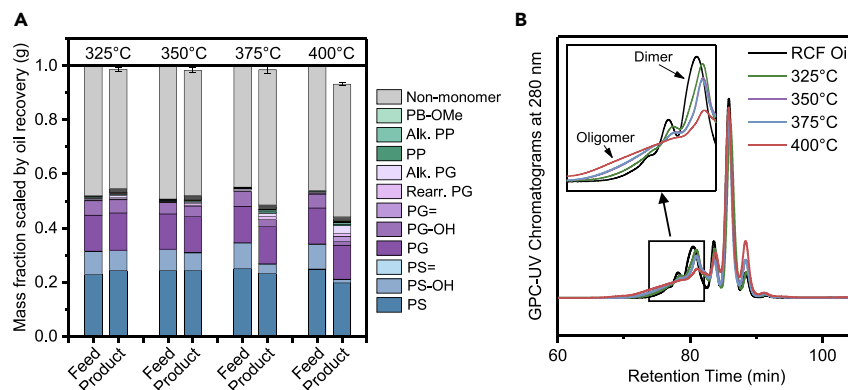 A
325°C 350°C 375°C 400°C
Mass fraction scaled by oil recovery (g)
1.0
0.8
0.6
0.4
0.2
0.0
Feed
Product
Feed
Product
Feed
Product
Feed
Product
Non-monomer
PB-OMe
Alk. PP
PP
Alk. PG
Rearr. PG
PG=
PG-OH
PG
PS=
PS-OH
PS
B
GPC-UV Chromatograms at 280 nm
Dimer
Oligomer
RCF Oi
325°C
350°C
375°C
400°C
60 80 100
Retention Time (min)